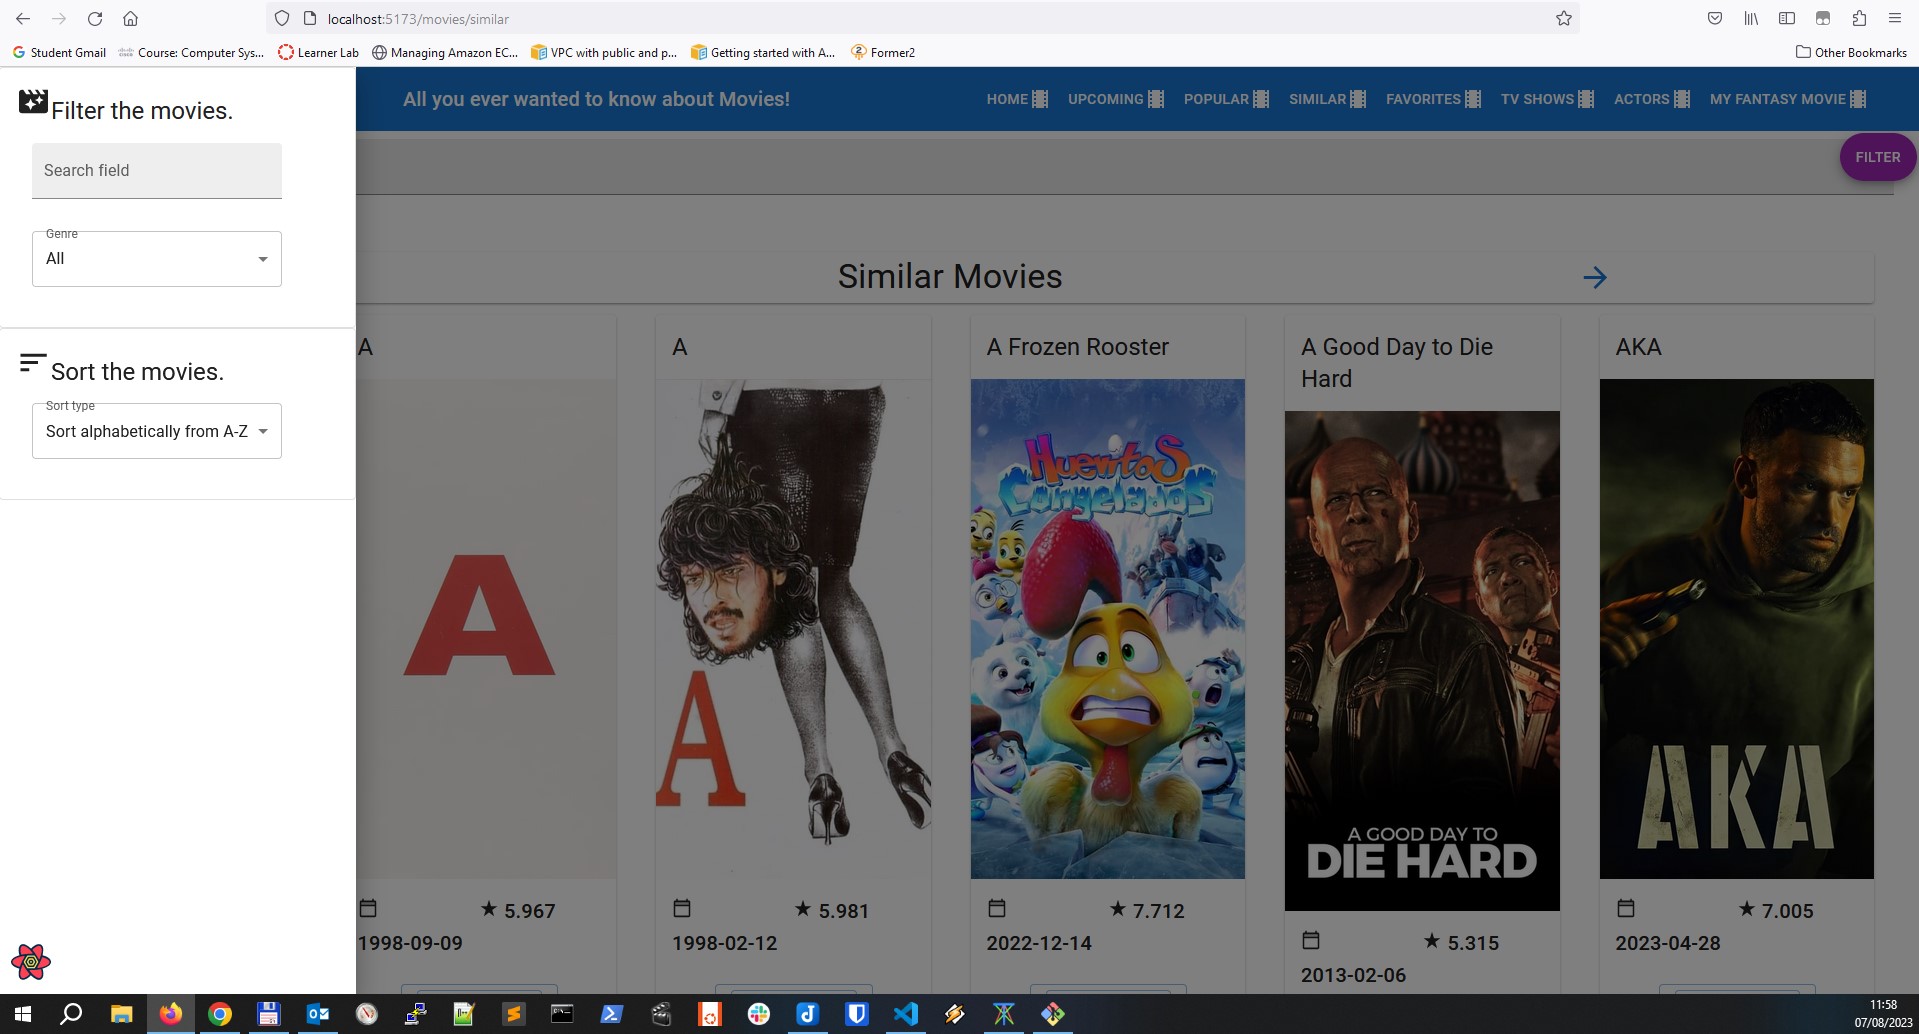 localhost:5173/movies/similar
Student Gmail
Course: Computer Sys...
Learner Lab
Managing Amazon EC...
VPC with public and p...
Getting started with A...
Former2
Other Bookmarks
All you ever wanted to know about Movies!
HOME
UPCOMING
POPULAR
SIMILAR
FAVORITES
TV SHOWS
ACTORS
MY FANTASY MOVIE
FILTER
Filter the movies.
Search field
Genre
All
Sort the movies.
Sort type
Sort alphabetically from A-Z
Similar Movies
A
A
A Frozen Rooster
A Good Day to Die
Hard
AKA
A
A
Huevitos
Congelados
A GOOD DAY TO
DIE HARD
AKA
5.967
1998-09-09
5.981
1998-02-12
7.712
2022-12-14
5.315
2013-02-06
7.005
2023-04-28
11:58
07/08/2023